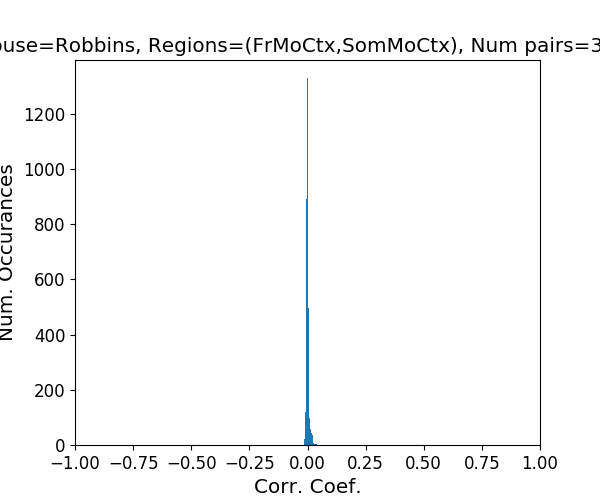 ouse=Robbins, Regions=(FrMoCtx,SomMoCtx), Num pairs=3
1200
1000
800
600
400
200
0
Num. Occurances
−1.00 −0.75 −0.50 −0.25 0.00 0.25 0.50 0.75 1.00
Corr. Coef.